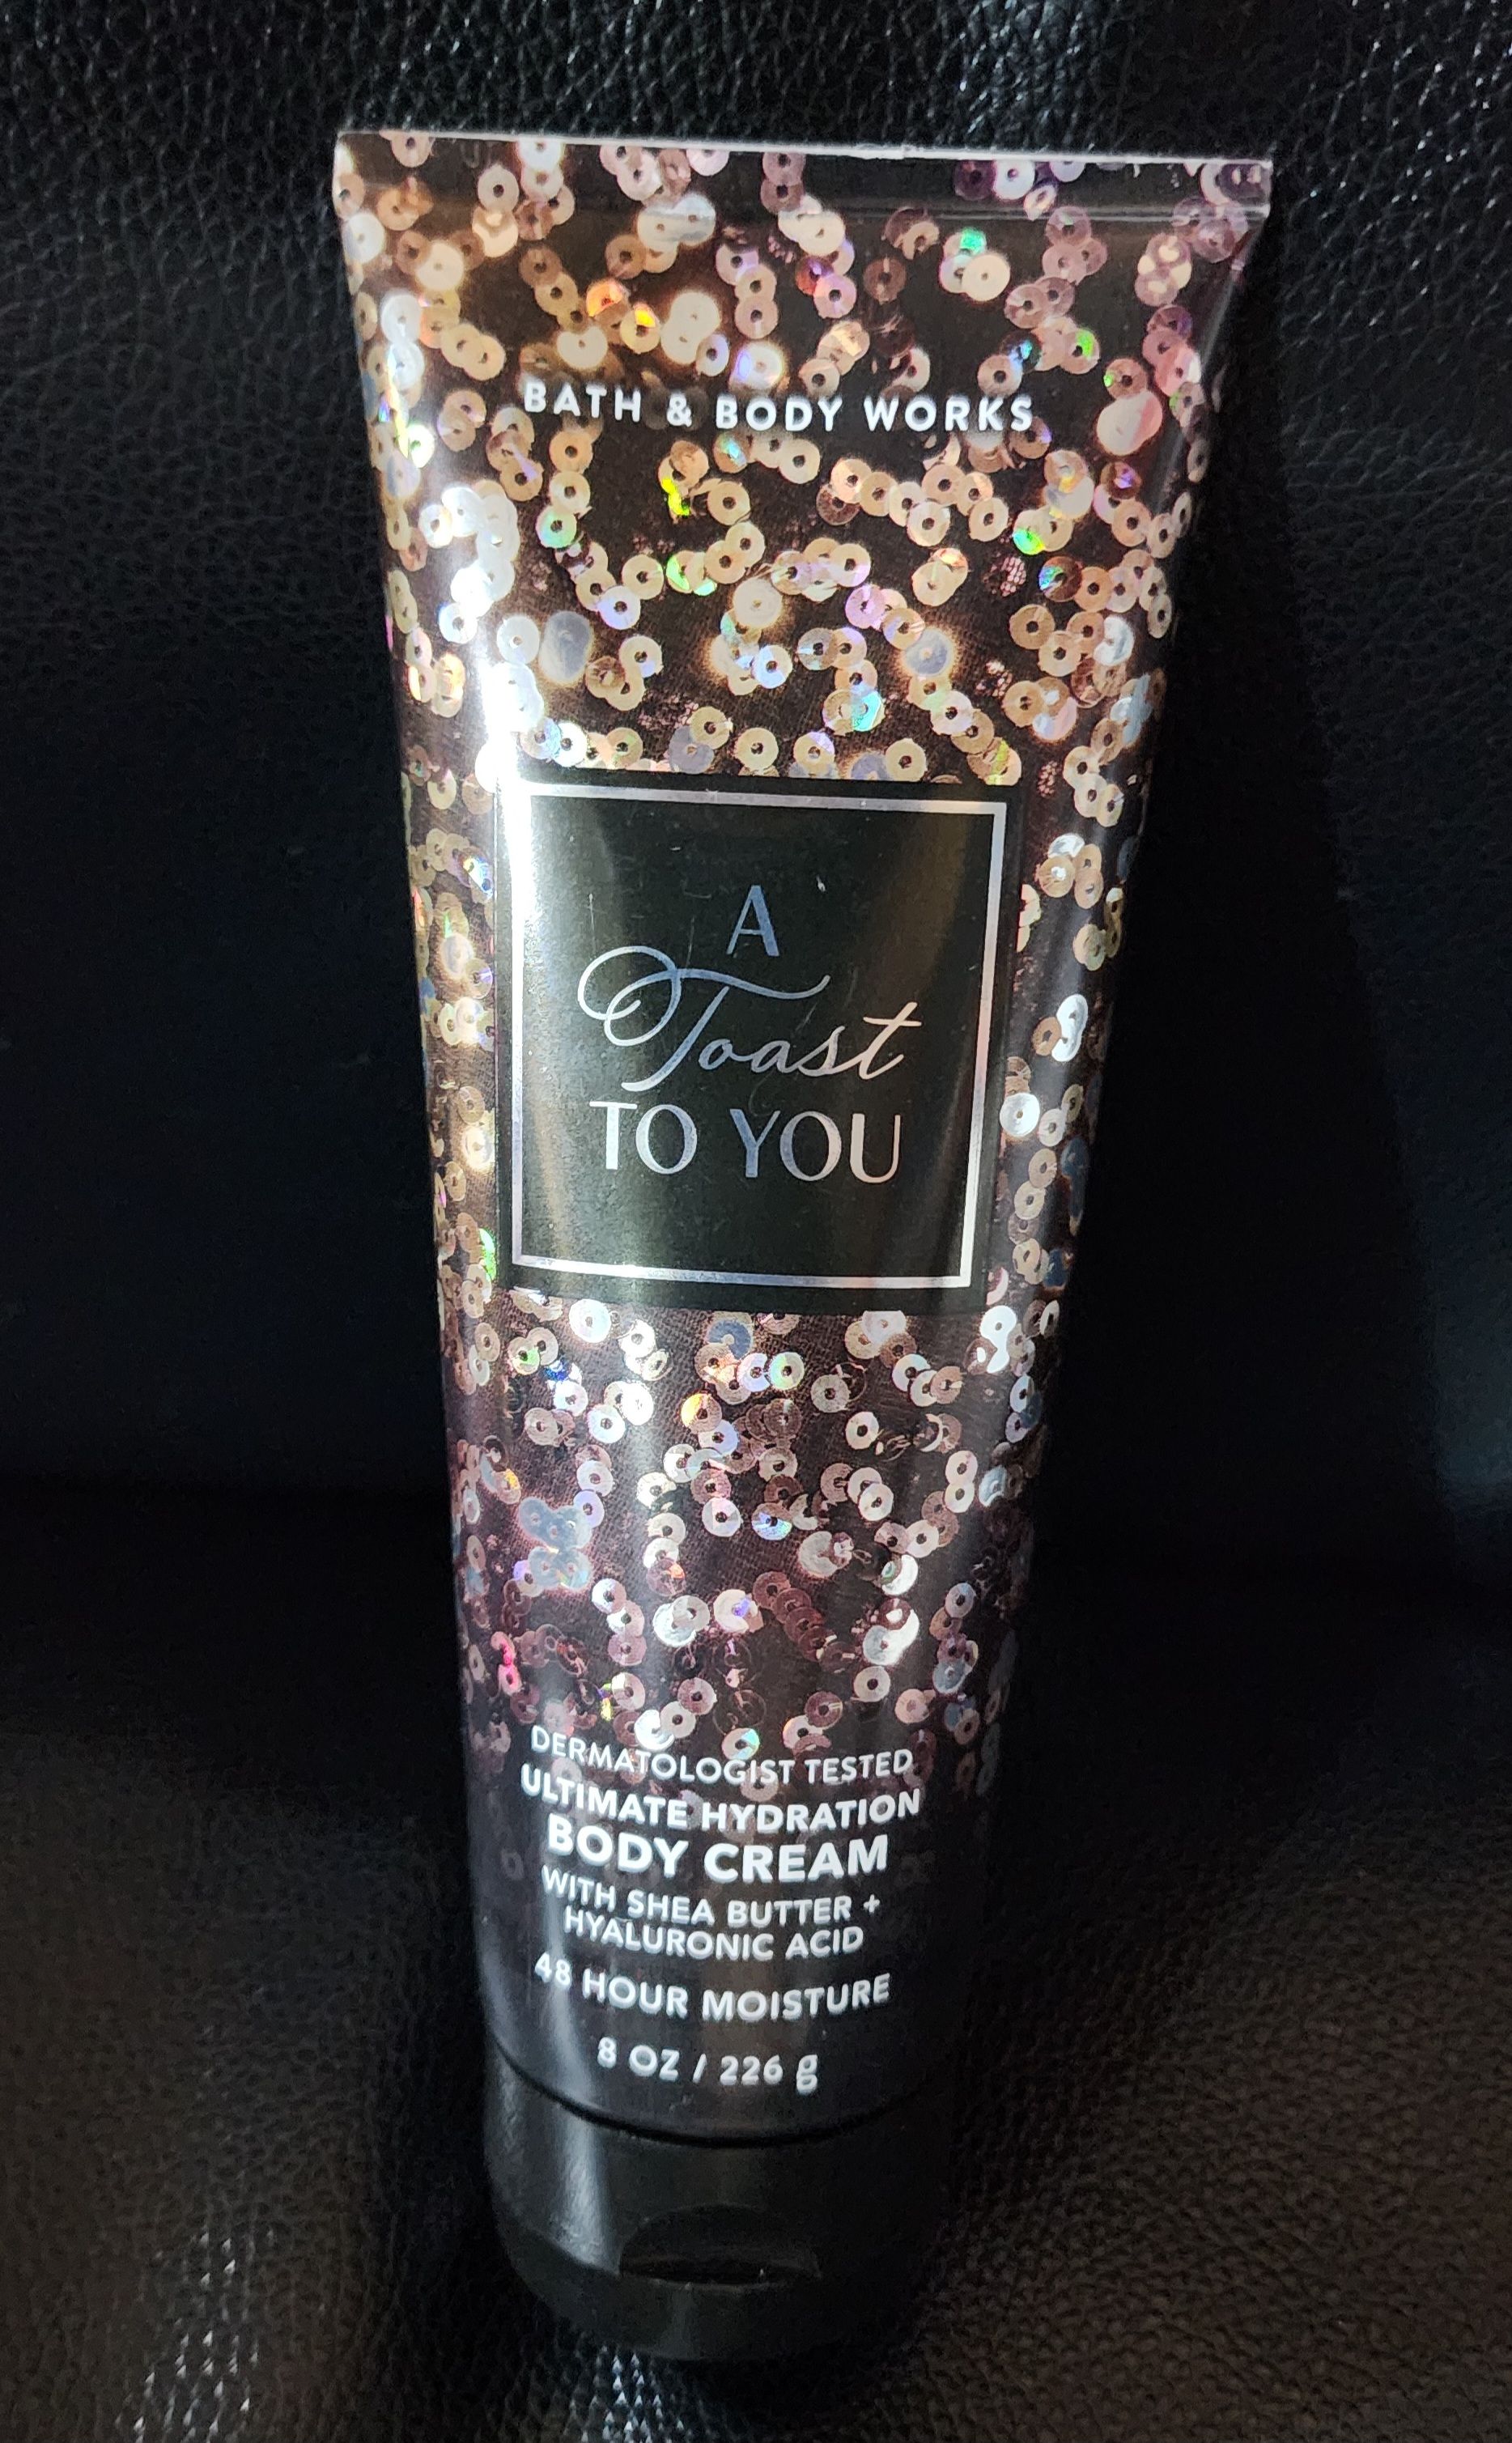 BATH & BODY WORKS
A
Toast
TO YOU
DERMATOLOGIST TESTED
ULTIMATE HYDRATION
BODY CREAM
WITH SHEA BUTTER +
HYALURONIC ACID
48 HOUR MOISTURE
8 OZ / 226 g